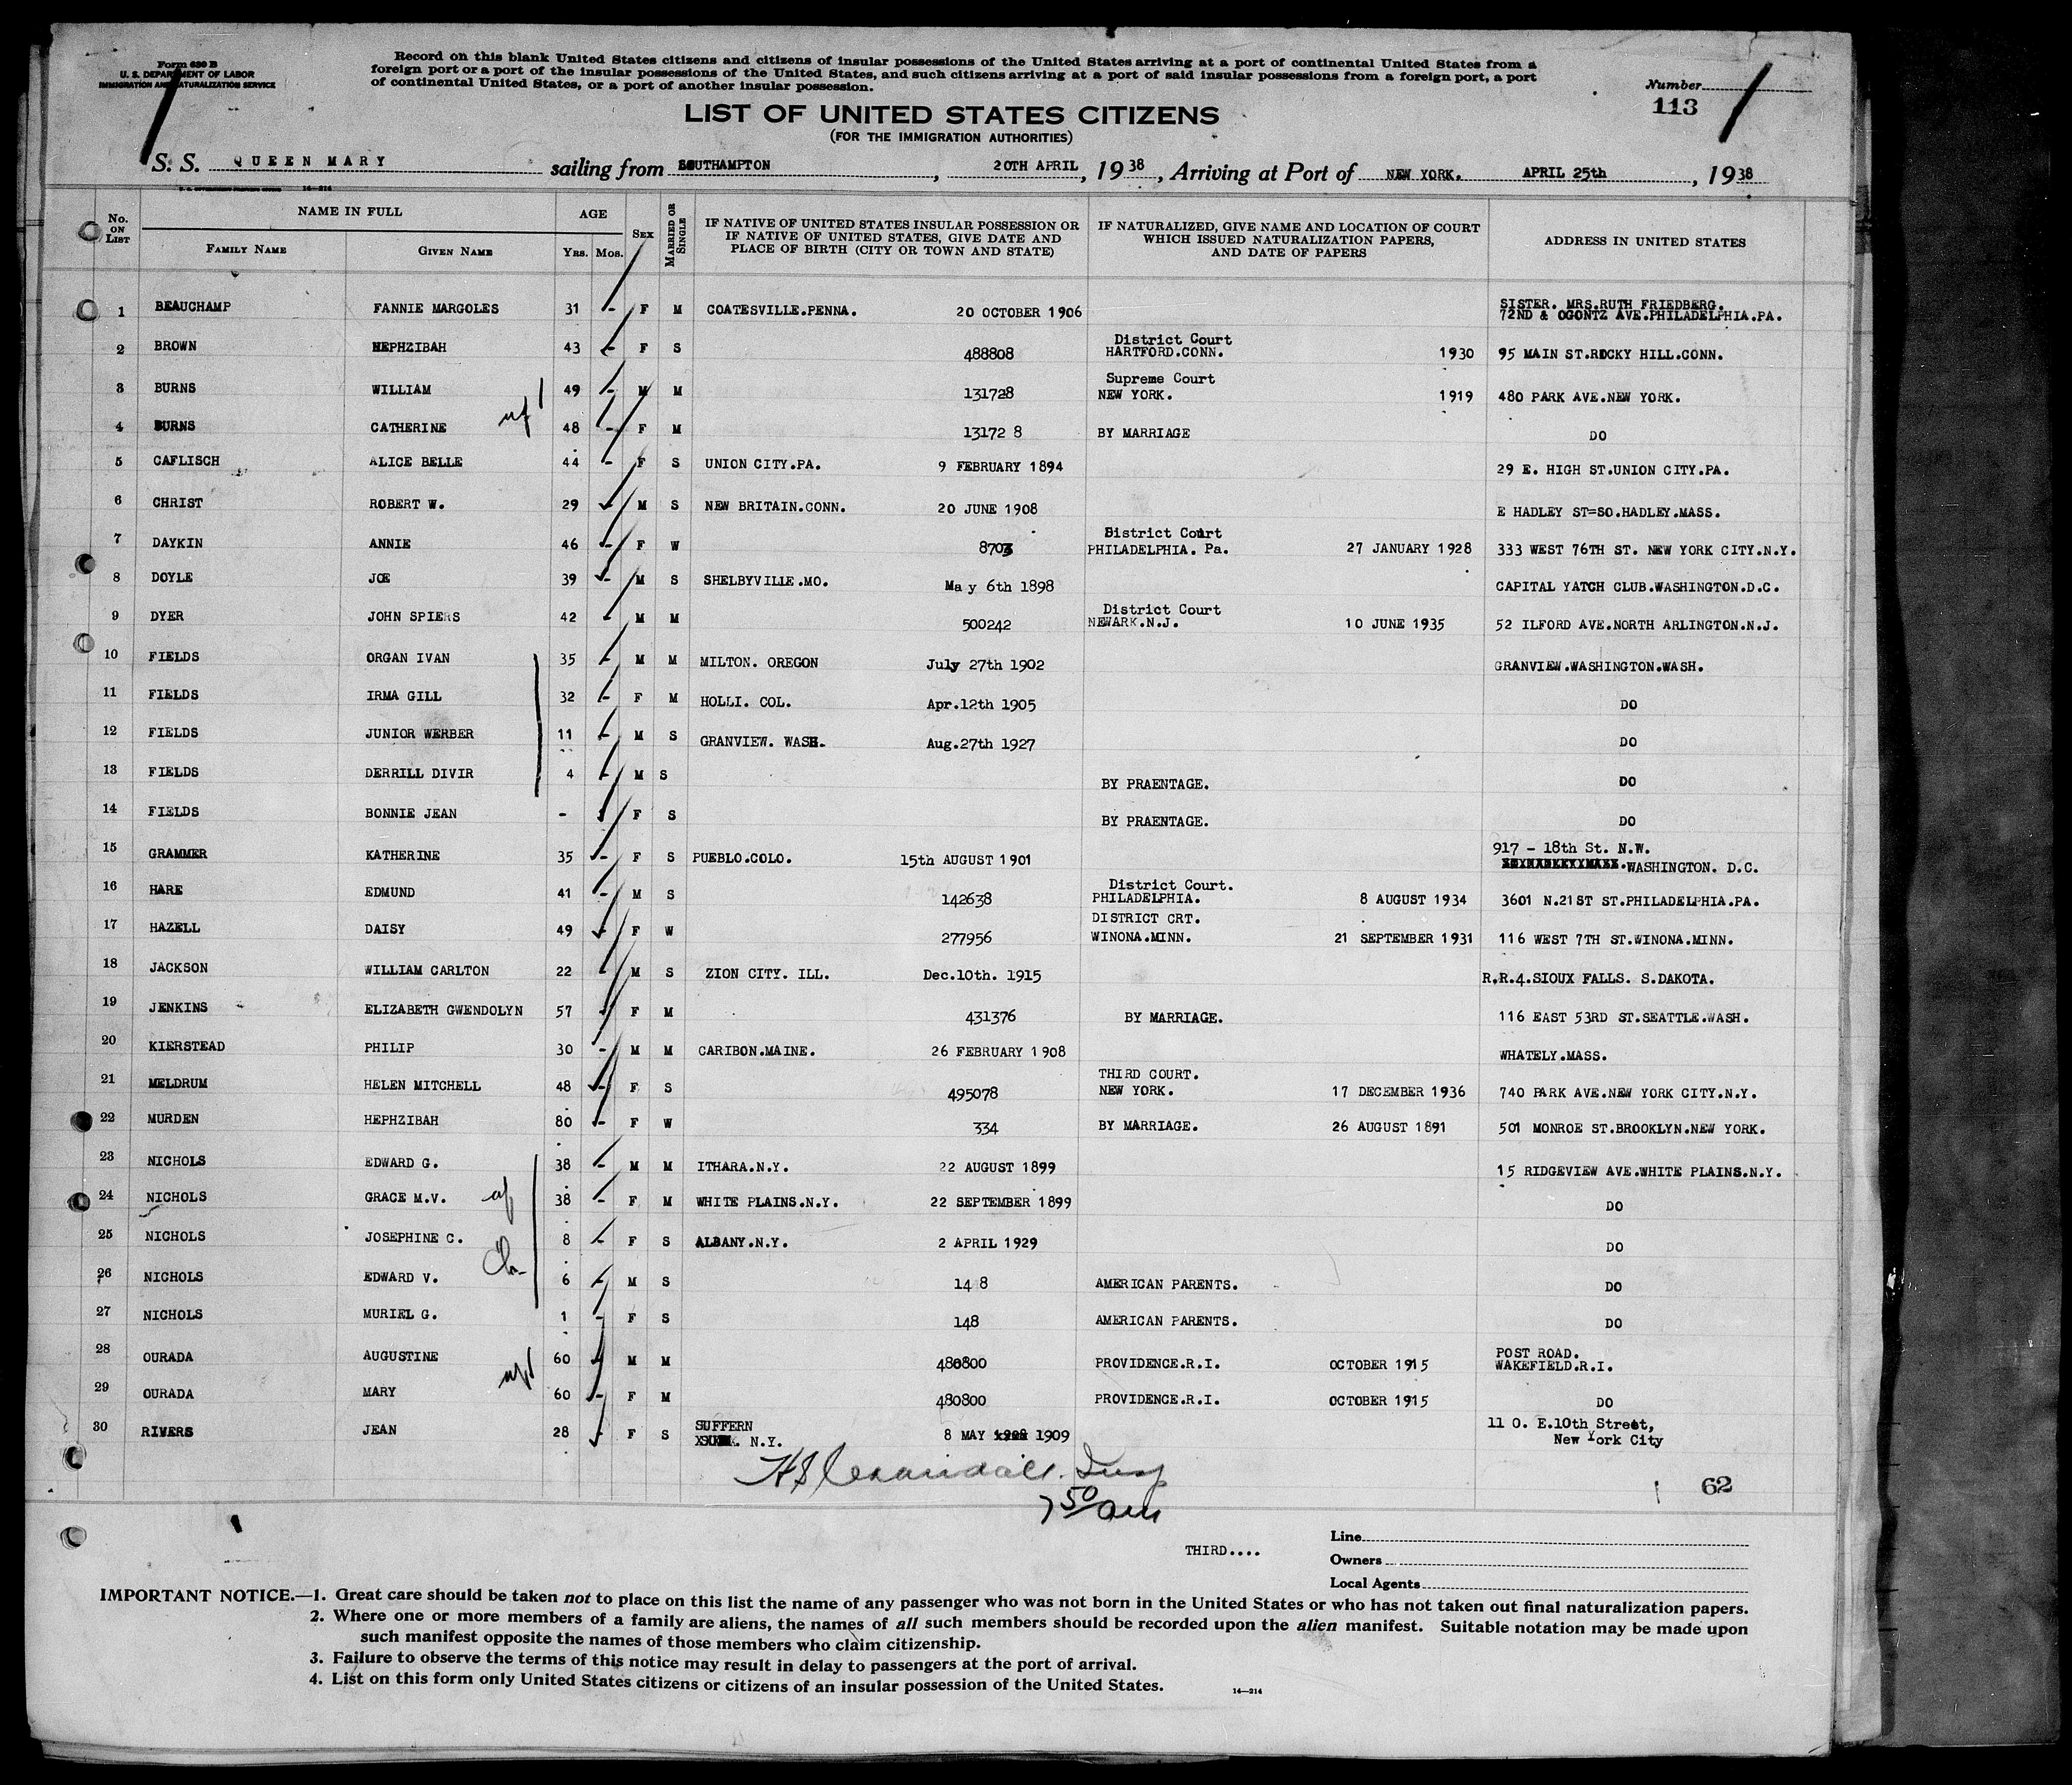 Form 630 B
U. S. DEPARTMENT OF LABOR
IMMIGRATION AND NATURALIZATION SERVICE
Record on this blank United States citizens and citizens of insular possessions of the United States arriving at a port of continental United States from a
foreign port or a port of the insular possessions of the United States, and such citizens arriving at a port of said insular possessions from a foreign port, a port
of continental United States, or a port of another insular possession.
Number
113
LIST OF UNITED STATES CITIZENS
(FOR THE IMMIGRATION AUTHORITIES)
S. S. QUEEN MARY sailing from SOUTHAMPTON, 20TH APRIL, 1938, Arriving at Port of NEW YORK. APRIL 25th, 1938
No. ON LIST
NAME IN FULL
FAMILY NAME GIVEN NAME
AGE
YRS. MOS.
SEX
MARRIED OR SINGLE
IF NATIVE OF UNITED STATES INSULAR POSSESSION OR
IF NATIVE OF UNITED STATES, GIVE DATE AND
PLACE OF BIRTH (CITY OR TOWN AND STATE)
IF NATURALIZED, GIVE NAME AND LOCATION OF COURT
WHICH ISSUED NATURALIZATION PAPERS,
AND DATE OF PAPERS
ADDRESS IN UNITED STATES
1 BEAUCHAMP FANNIE MARGOLES 31 - F M COATESVILLE.PENNA. 20 OCTOBER 1906 SISTER. MRS.RUTH FRIEDBERG.
72ND & OGONTZ AVE.PHILADELPHIA.PA.
District Court
2 BROWN HEPHZIBAH 43 - F S 488808 HARTFORD.CONN. 1930 95 MAIN ST.ROCKY HILL.CONN.
Supreme Court
3 BURNS WILLIAM 49 - M M 131728 NEW YORK. 1919 480 PARK AVE.NEW YORK.
4 BURNS CATHERINE 48 - F M 13172 8 BY MARRIAGE DO
5 CAFLISCH ALICE BELLE 44 - F S UNION CITY.PA. 9 FEBRUARY 1894 29 E. HIGH ST.UNION CITY.PA.
6 CHRIST ROBERT W. 29 - M S NEW BRITAIN.CONN. 20 JUNE 1908 E HADLEY ST=SO.HADLEY.MASS.
District Court
7 DAYKIN ANNIE 46 - F W 8703 PHILADELPHIA. Pa. 27 JANUARY 1928 333 WEST 76TH ST. NEW YORK CITY.N.Y.
8 DOYLE JOE 39 - M S SHELBYVILLE.MO. Ma y 6th 1898 CAPITAL YATCH CLUB.WASHINGTON.D.C.
District Court
9 DYER JOHN SPIERS 42 - M M 500242 NEWARK.N.J. 10 JUNE 1935 52 ILFORD AVE.NORTH ARLINGTON.N.J.
10 FIELDS ORGAN IVAN 35 - M M MILTON. OREGON July 27th 1902 GRANVIEW.WASHINGTON.WASH.
11 FIELDS IRMA GILL 32 - F M HOLLI. COL. Apr.12th 1905 DO
12 FIELDS JUNIOR WERBER 11 - M S GRANVIEW. WASH. Aug.27th 1927 DO
13 FIELDS DERRILL DIVIR 4 - M S BY PRAENTAGE. DO
14 FIELDS BONNIE JEAN - F S BY PRAENTAGE. DO
15 GRAMMER KATHERINE 35 - F S PUEBLO.COLO. 15th AUGUST 1901 917 - 18th St. N.W.
WASHINGTON. D.C.
District Court.
16 HARE EDMUND 41 - M S 142638 PHILADELPHIA. 8 AUGUST 1934 3601 N.21ST ST.PHILADELPHIA.PA.
DISTRICT CRT.
17 HAZELL DAISY 49 - F W 277956 WINONA.MINN. 21 SEPTEMBER 1931 116 WEST 7TH ST.WINONA.MINN.
18 JACKSON WILLIAM CARLTON 22 - M S ZION CITY. ILL. Dec.10th. 1915 R.R.4.SIOUX FALLS. S.DAKOTA.
19 JENKINS ELIZABETH GWENDOLYN 57 - F M 431376 BY MARRIAGE. 116 EAST 53RD ST.SEATTLE.WASH.
20 KIERSTEAD PHILIP 30 - M M CARIBON.MAINE. 26 FEBRUARY 1908 WHATELY.MASS.
THIRD COURT.
21 MELDRUM HELEN MITCHELL 48 - F S 495078 NEW YORK. 17 DECEMBER 1936 740 PARK AVE.NEW YORK CITY.N.Y.
22 MURDEN HEPHZIBAH 80 - F W 334 BY MARRIAGE. 26 AUGUST 1891 501 MONROE ST.BROOKLYN.NEW YORK.
23 NICHOLS EDWARD G. 38 - M M ITHARA.N.Y. 22 AUGUST 1899 15 RIDGEVIEW AVE.WHITE PLAINS.N.Y.
24 NICHOLS GRACE M.V. 38 - F M WHITE PLAINS.N.Y. 22 SEPTEMBER 1899 DO
25 NICHOLS JOSEPHINE C. 8 - F S ALBANY.N.Y. 2 APRIL 1929 DO
26 NICHOLS EDWARD V. 6 - M S 14 8 AMERICAN PARENTS. DO
27 NICHOLS MURIEL G. 1 - F S 148 AMERICAN PARENTS. DO
28 OURADA AUGUSTINE 60 - M M 480800 PROVIDENCE.R.I. OCTOBER 1915 POST ROAD.
WAKEFIELD.R.I.
29 OURADA MARY 60 - F M 480800 PROVIDENCE.R.I. OCTOBER 1915 DO
30 RIVERS JEAN 28 - F S SUFFERN
N.Y. 8 MAY 1908 1909 11 O. E.10th Street,
New York City
7 50 am
62
THIRD....
Line
Owners
Local Agents
IMPORTANT NOTICE.—1. Great care should be taken not to place on this list the name of any passenger who was not born in the United States or who has not taken out final naturalization papers.
2. Where one or more members of a family are aliens, the names of all such members should be recorded upon the alien manifest. Suitable notation may be made upon
such manifest opposite the names of those members who claim citizenship.
3. Failure to observe the terms of this notice may result in delay to passengers at the port of arrival.
4. List on this form only United States citizens or citizens of an insular possession of the United States.
14—214